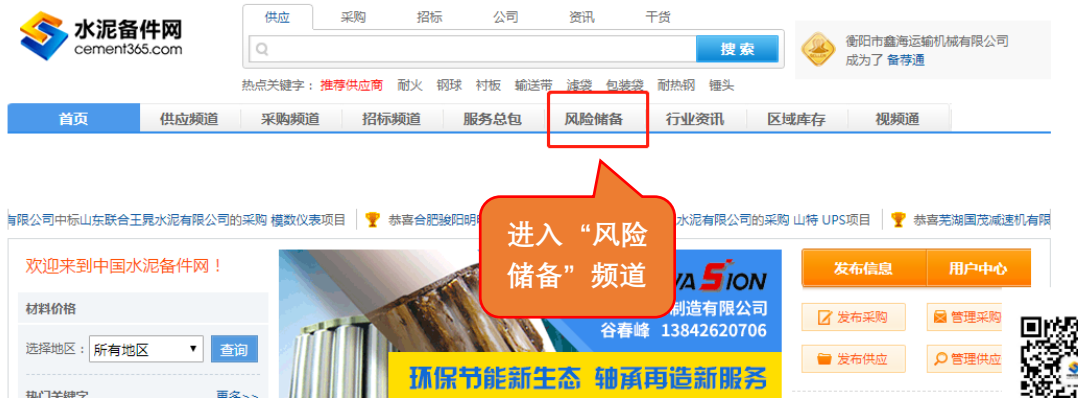 供应 采购 招标 公司 资讯 干货
水泥备件网
cement365.com
搜索
衡阳市鑫海运输机械有限公司
成为了 备荐通
热点关键字： 推荐供应商 耐火 钢球 衬板 输送带 滤袋 包装袋 耐热钢 锤头
首页 供应频道 采购频道 招标频道 服务总包 风险储备 行业资讯 区域库存 视频通
进入“风险
储备”频道
有限公司中标山东联合王晁水泥有限公司的采购 模数仪表项目 恭喜合肥骏阳明 水泥有限公司的采购 山特 UPS项目 恭喜芜湖国茂减速机有限
欢迎来到中国水泥备件网！
材料价格
选择地区： 所有地区 查询
热门关键字 更多>>
VASION
制造有限公司
谷春峰 13842620706
环保节能新生态 轴承再造新服务
发布信息 用户中心
发布采购 管理采购
发布供应 管理供应